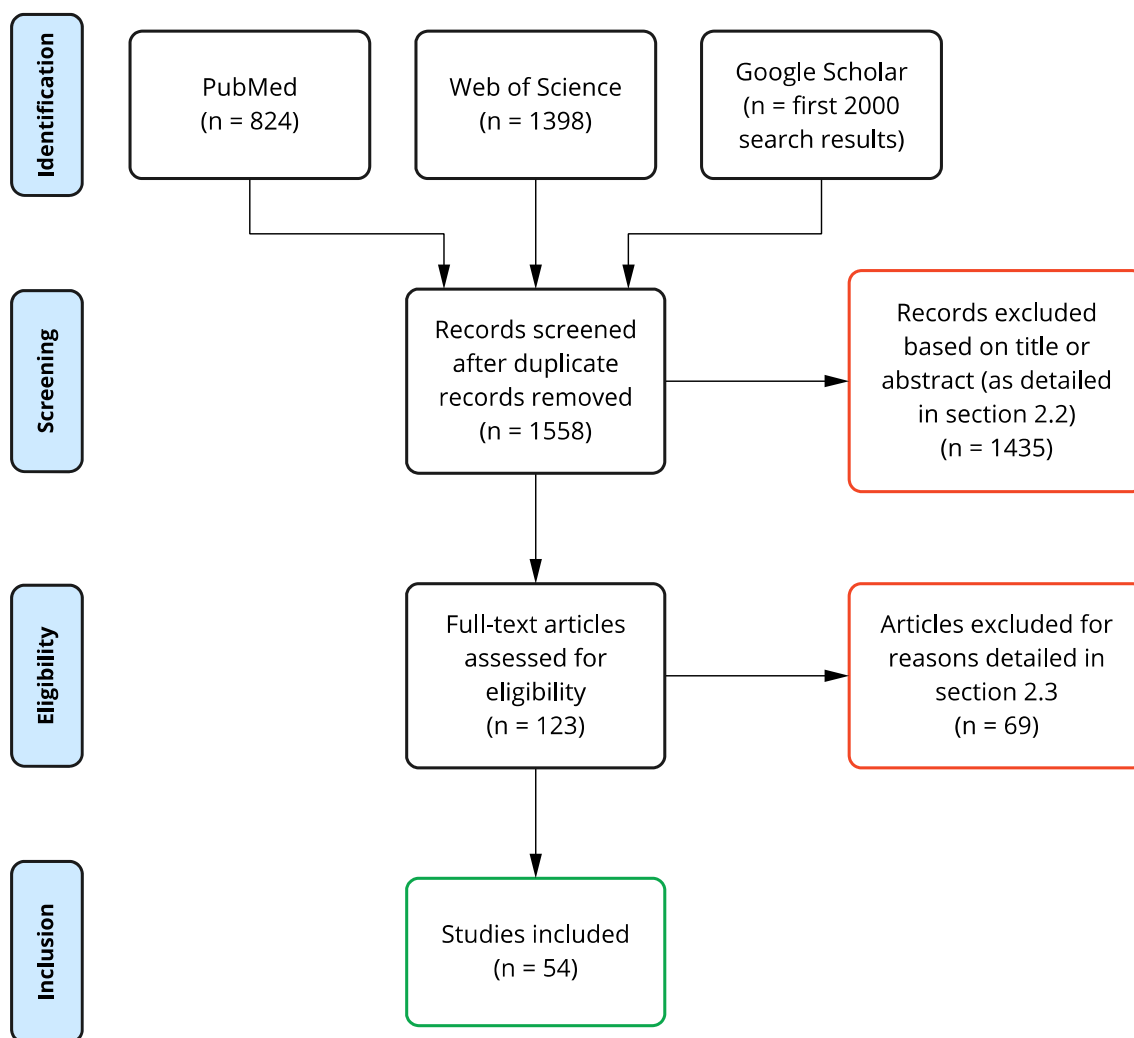 Identification
PubMed
(n = 824)
Web of Science
(n = 1398)
Google Scholar
(n = first 2000
search results)
Screening
Records screened
after duplicate
records removed
(n = 1558)
Records excluded
based on title or
abstract (as detailed
in section 2.2)
(n = 1435)
Eligibility
Full-text articles
assessed for
eligibility
(n = 123)
Articles excluded for
reasons detailed in
section 2.3
(n = 69)
Inclusion
Studies included
(n = 54)